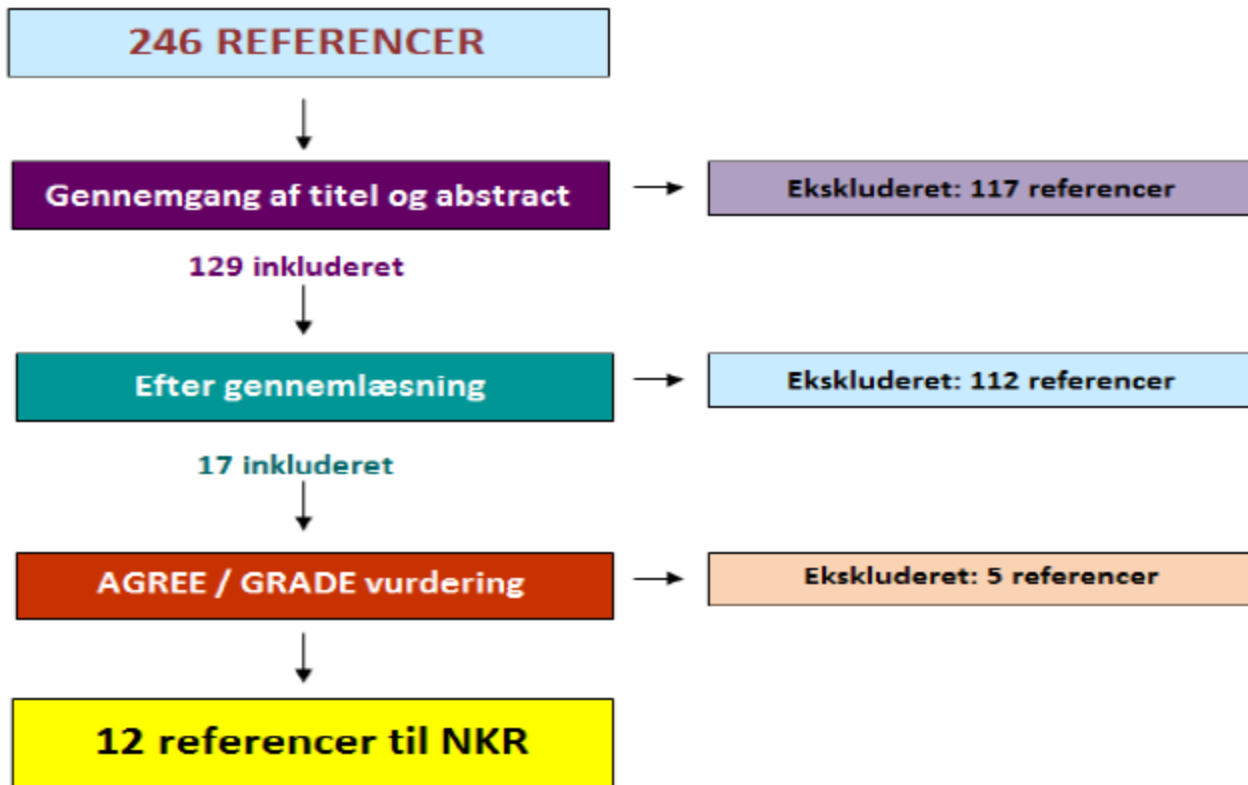 246 REFERENCER
Gennemgang af titel og abstract
Ekskluderet: 117 referencer
129 inkluderet
Efter gennemlæsning
Ekskluderet: 112 referencer
17 inkluderet
AGREE / GRADE vurdering
Ekskluderet: 5 referencer
12 referencer til NKR